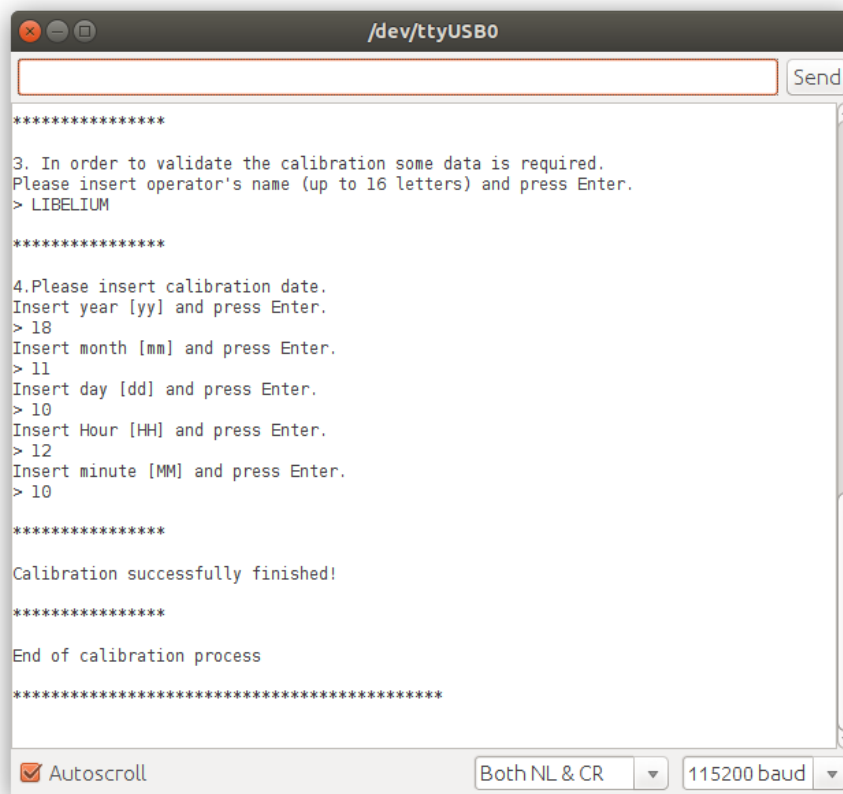 /dev/ttyUSB0
Send
****************
3. In order to validate the calibration some data is required.
Please insert operator's name (up to 16 letters) and press Enter.
> LIBELIUM
****************
4.Please insert calibration date.
Insert year [yy] and press Enter.
> 18
Insert month [mm] and press Enter.
> 11
Insert day [dd] and press Enter.
> 10
Insert Hour [HH] and press Enter.
> 12
Insert minute [MM] and press Enter.
> 10
****************
Calibration successfully finished!
****************
End of calibration process
*********************************************
Autoscroll
Both NL & CR
115200 baud